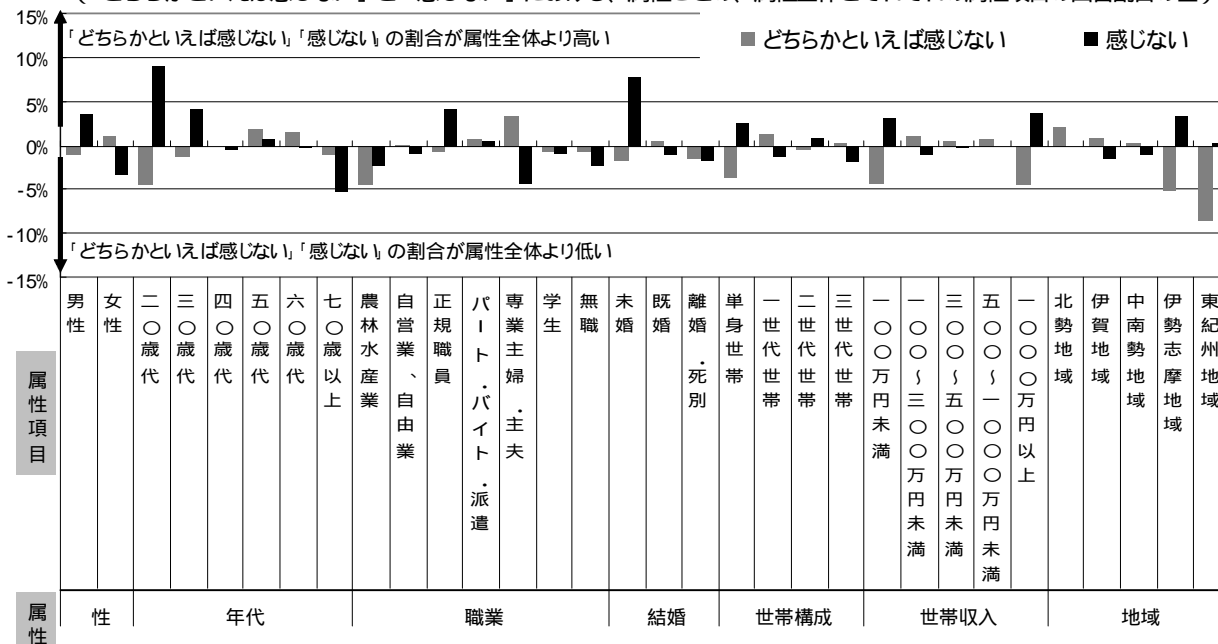 15%
「どちらかといえば感じない」「感じない」の割合が属性全体より高い
■ どちらかといえば感じない ■ 感じない
10%
5%
0%
-5%
-10%
「どちらかといえば感じない」「感じない」の割合が属性全体より低い
-15%
属性項目
男性
女性
二〇歳代
三〇歳代
四〇歳代
五〇歳代
六〇歳代
七〇歳以上
農林水産業
自営業、自由業
正規職員
パート・バイト・派遣
専業主婦・主夫
学生
無職
未婚
既婚
離婚・死別
単身世帯
一世代世帯
二世代世帯
三世代世帯
一〇〇万円未満
一〇〇～三〇〇万円未満
三〇〇～五〇〇万円未満
五〇〇～一〇〇〇万円未満
一〇〇〇万円以上
北勢地域
伊賀地域
中南勢地域
伊勢志摩地域
東紀州地域
属性
性
年代
職業
結婚
世帯構成
世帯収入
地域